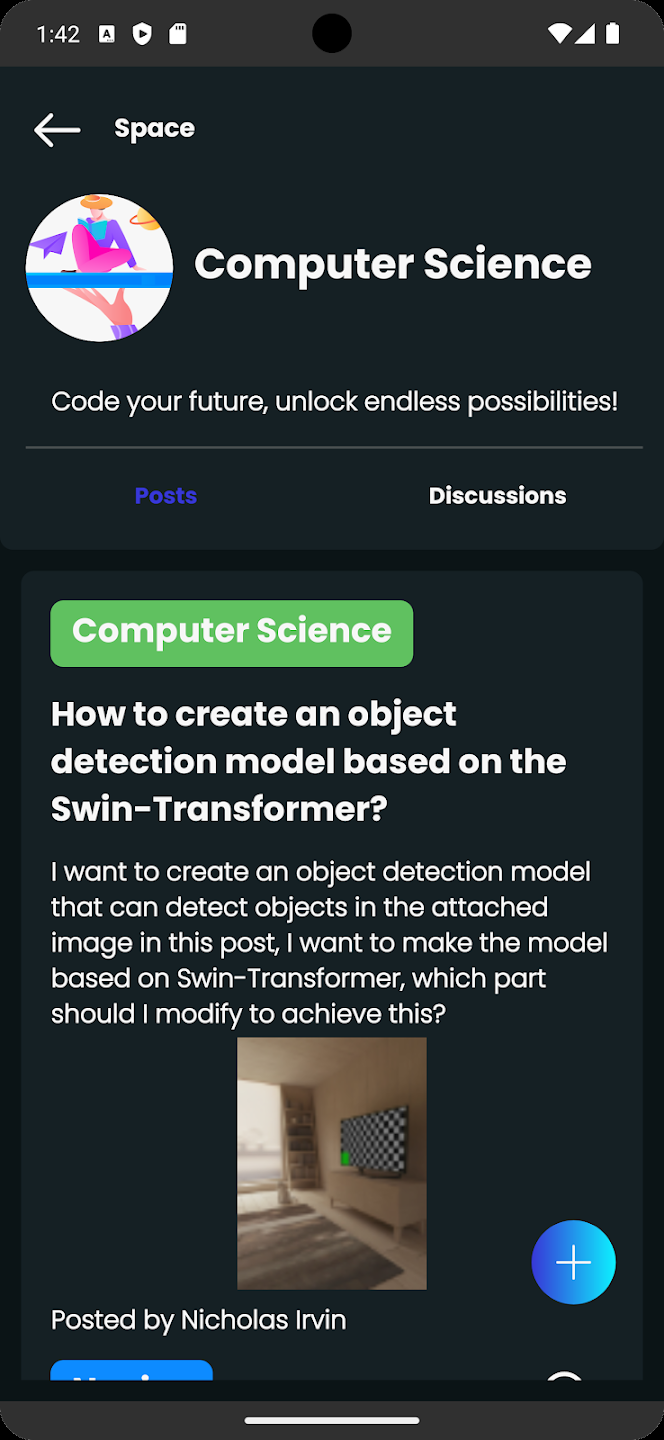 1:42
Space
Computer Science
Code your future, unlock endless possibilities!
Posts
Discussions
Computer Science
How to create an object
detection model based on the
Swin-Transformer?
I want to create an object detection model
that can detect objects in the attached
image in this post, I want to make the model
based on Swin-Transformer, which part
should I modify to achieve this?
Posted by Nicholas Irvin